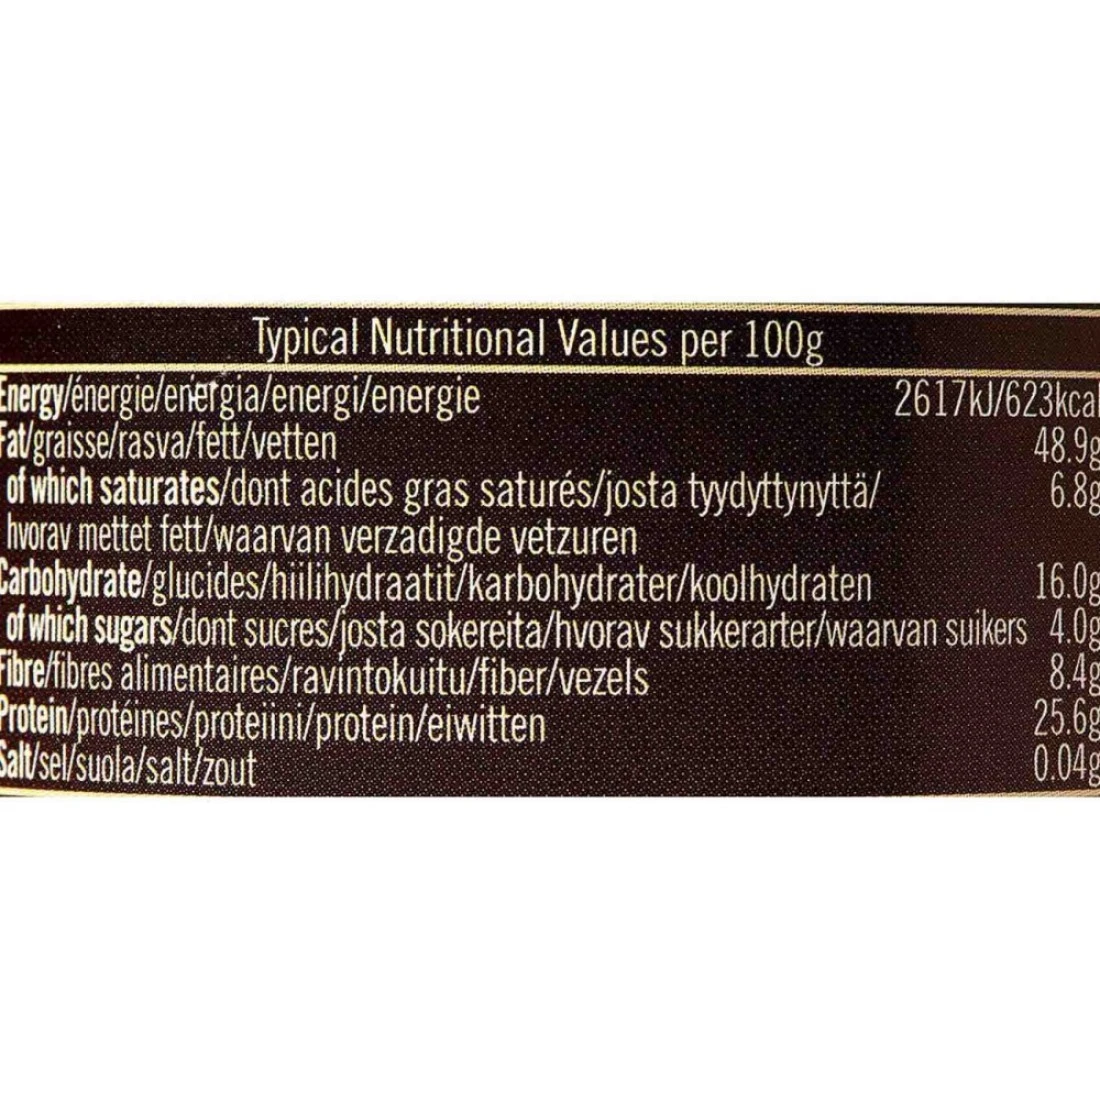 Typical Nutritional Values per 100g
Energy/énergie/energia/energi/energie 2617kJ/623kcal
Fat/graisse/rasva/fett/vetten 48.9g
of which saturates/dont acides gras saturés/josta tyydyttynyttä/ 6.8g
hvorav mettet fett/waarvan verzadigde vetzuren
Carbohydrate/glucides/hiilihydraatit/karbohydrater/koolhydraten 16.0g
of which sugars/dont sucres/josta sokereita/hvorav sukkerarter/waarvan suikers 4.0g
Fibre/fibres alimentaires/ravintokuitu/fiber/vezels 8.4g
Protein/protéines/proteiini/protein/eiwitten 25.6g
Salt/sel/suola/salt/zout 0.04g